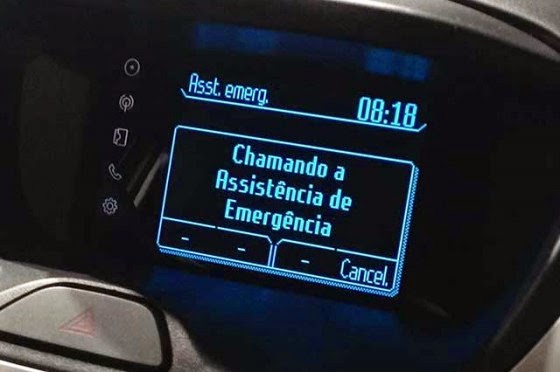 Asst. emerg.
08:18
Chamando a
Assistência de
Emergência
- - - Cancel.